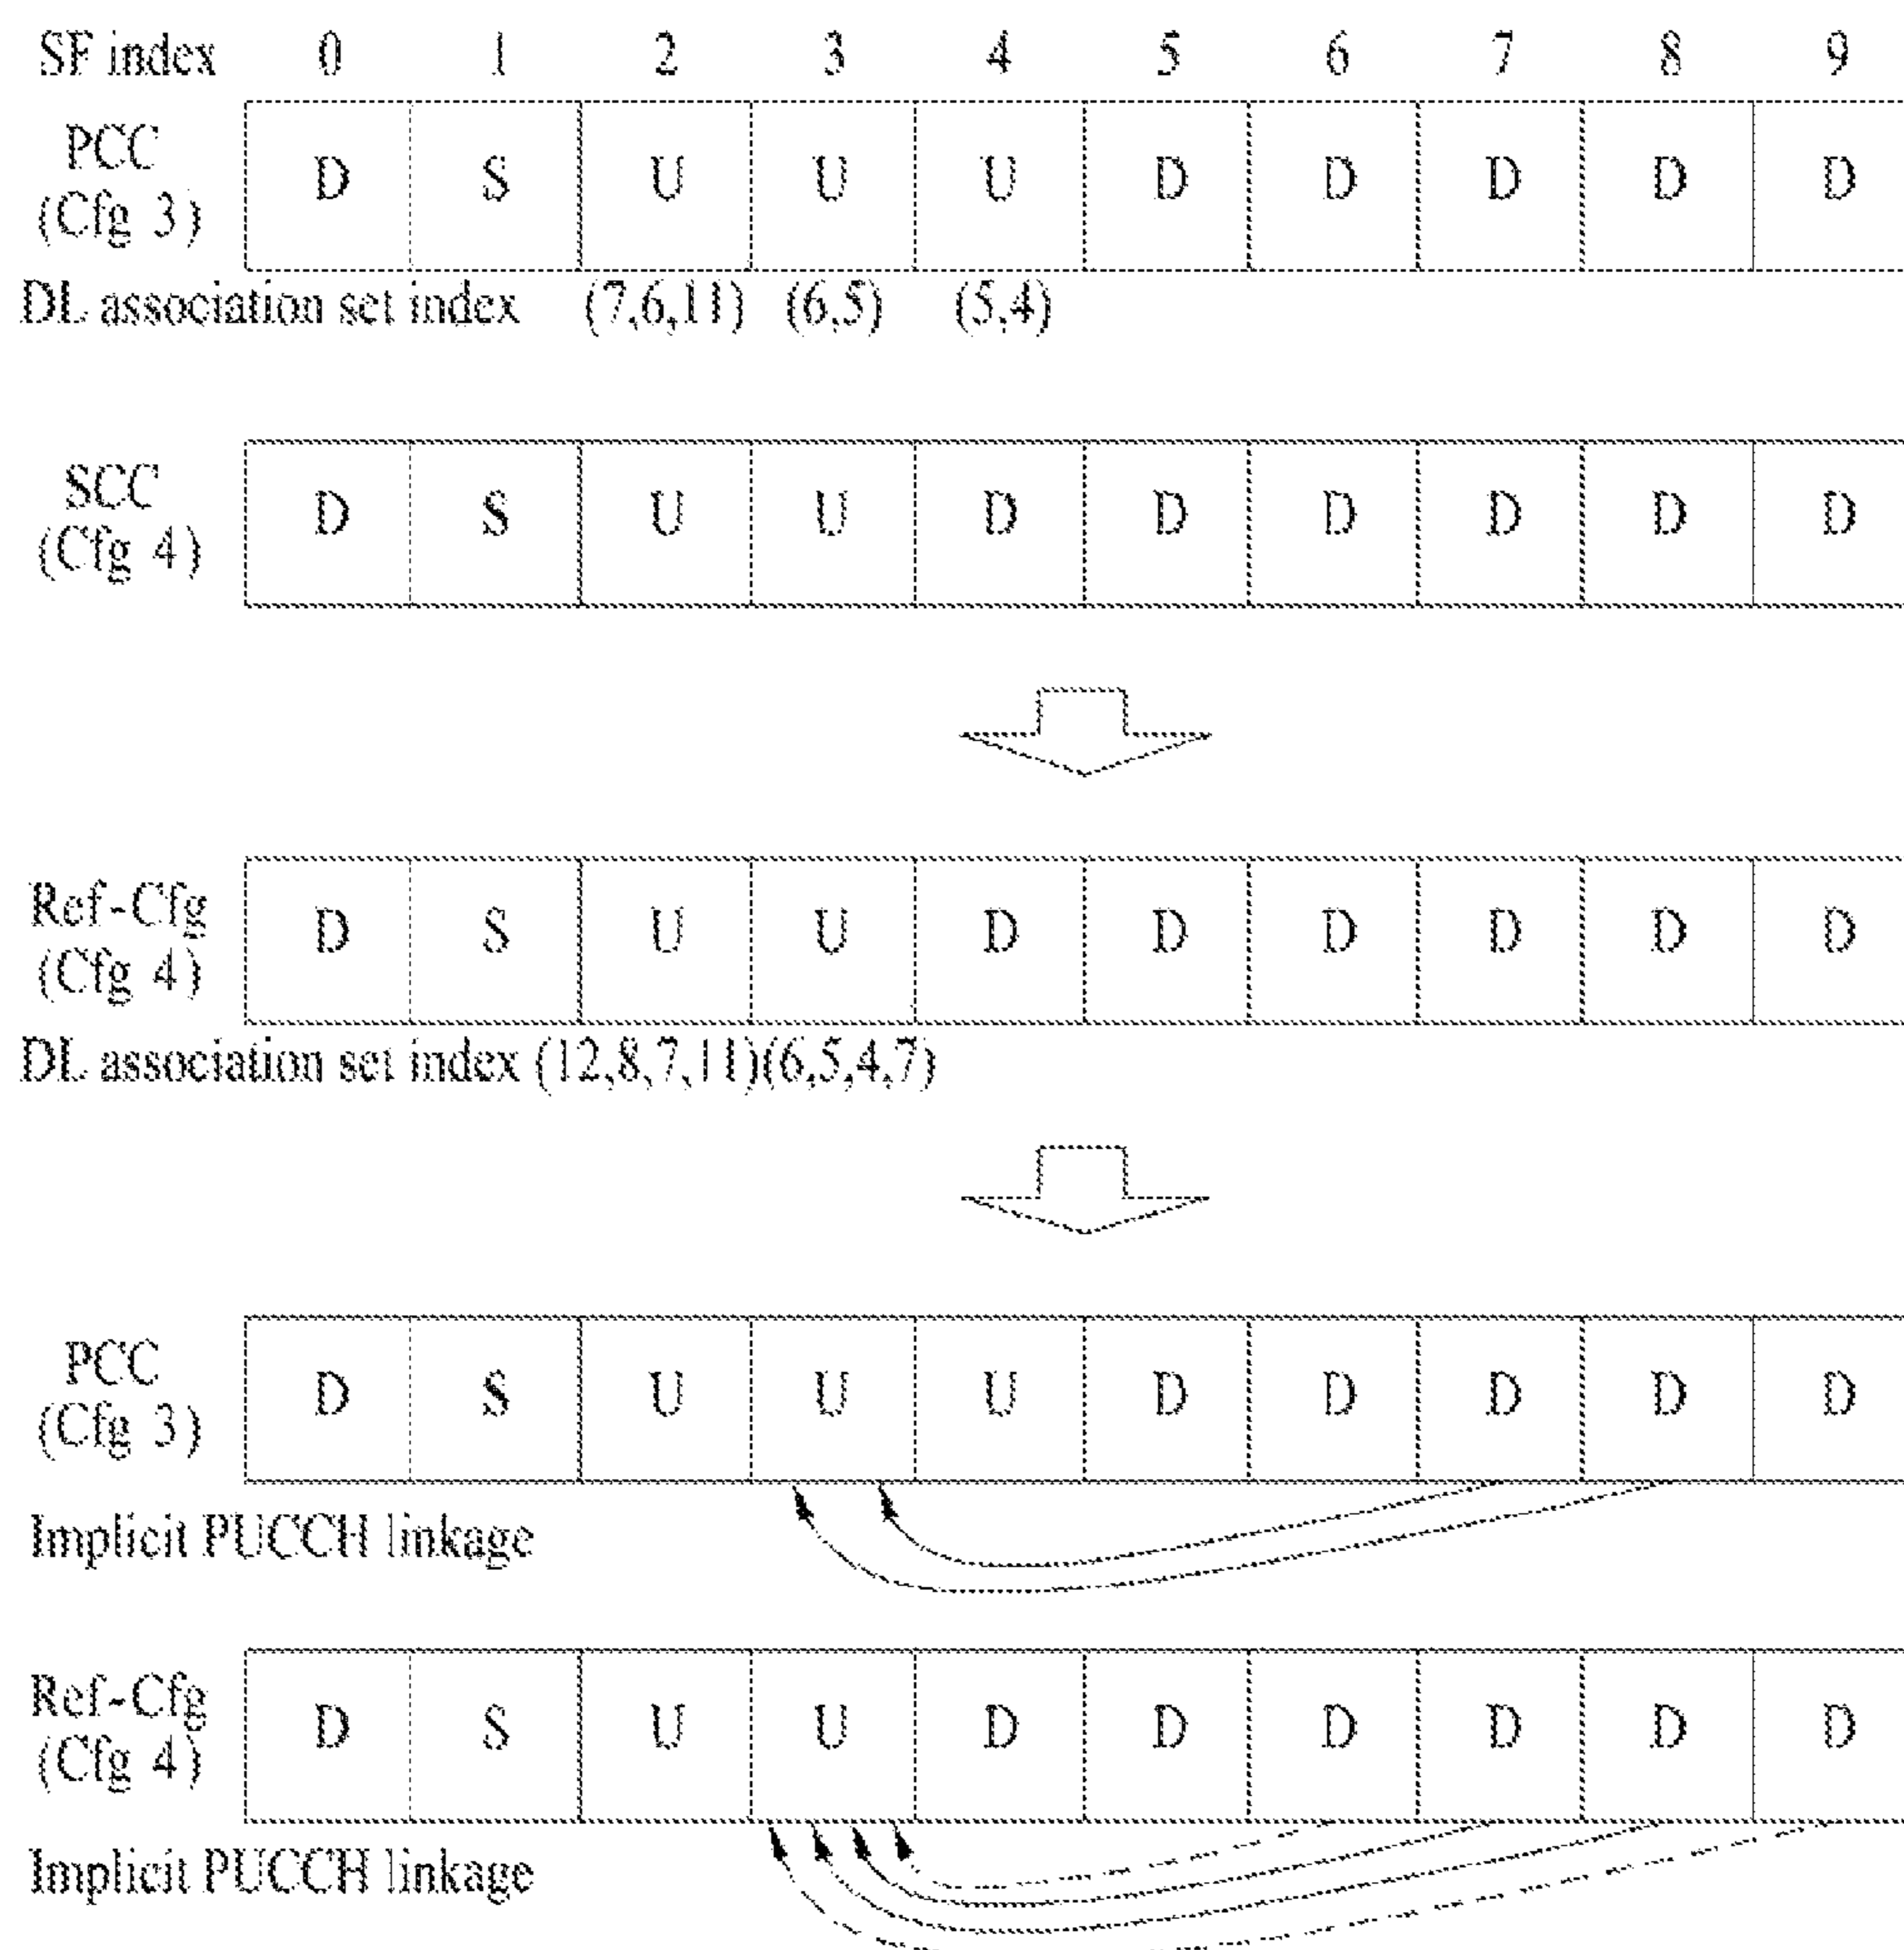 SF index 0 1 2 3 4 5 6 7 8 9
PCC
(Cfg 3)
D S U U U D D D D D
DL association set index (7,6,11) (6,5) (5,4)
SCC
(Cfg 4)
D S U U D D D D D D
Ref-Cfg
(Cfg 4)
D S U U D D D D D D
DL association set index (12,8,7,11)(6,5,4,7)
PCC
(Cfg 3)
D S U U U D D D D D
Implicit PUCCH linkage
Ref-Cfg
(Cfg 4)
D S U U D D D D D D
Implicit PUCCH linkage